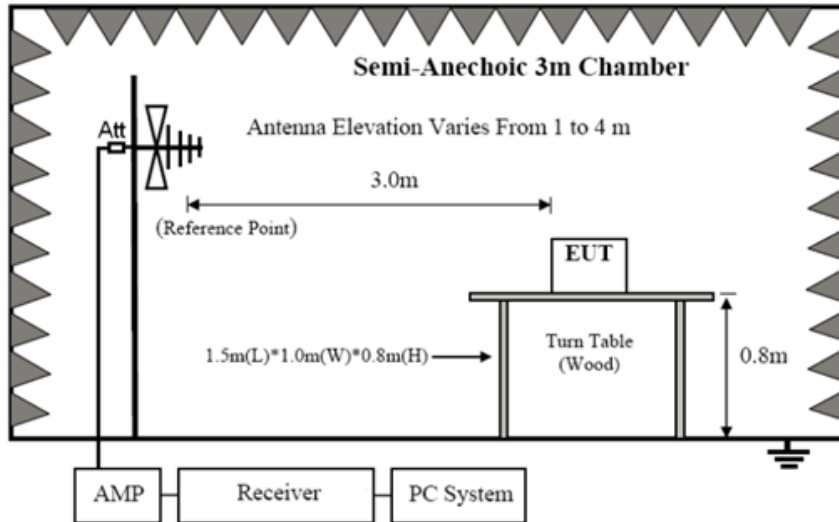 Semi-Anechoic 3m Chamber
Att
Antenna Elevation Varies From 1 to 4 m
3.0m
(Reference Point)
EUT
1.5m(L)*1.0m(W)*0.8m(H)
Turn Table
(Wood)
0.8m
AMP
Receiver
PC System